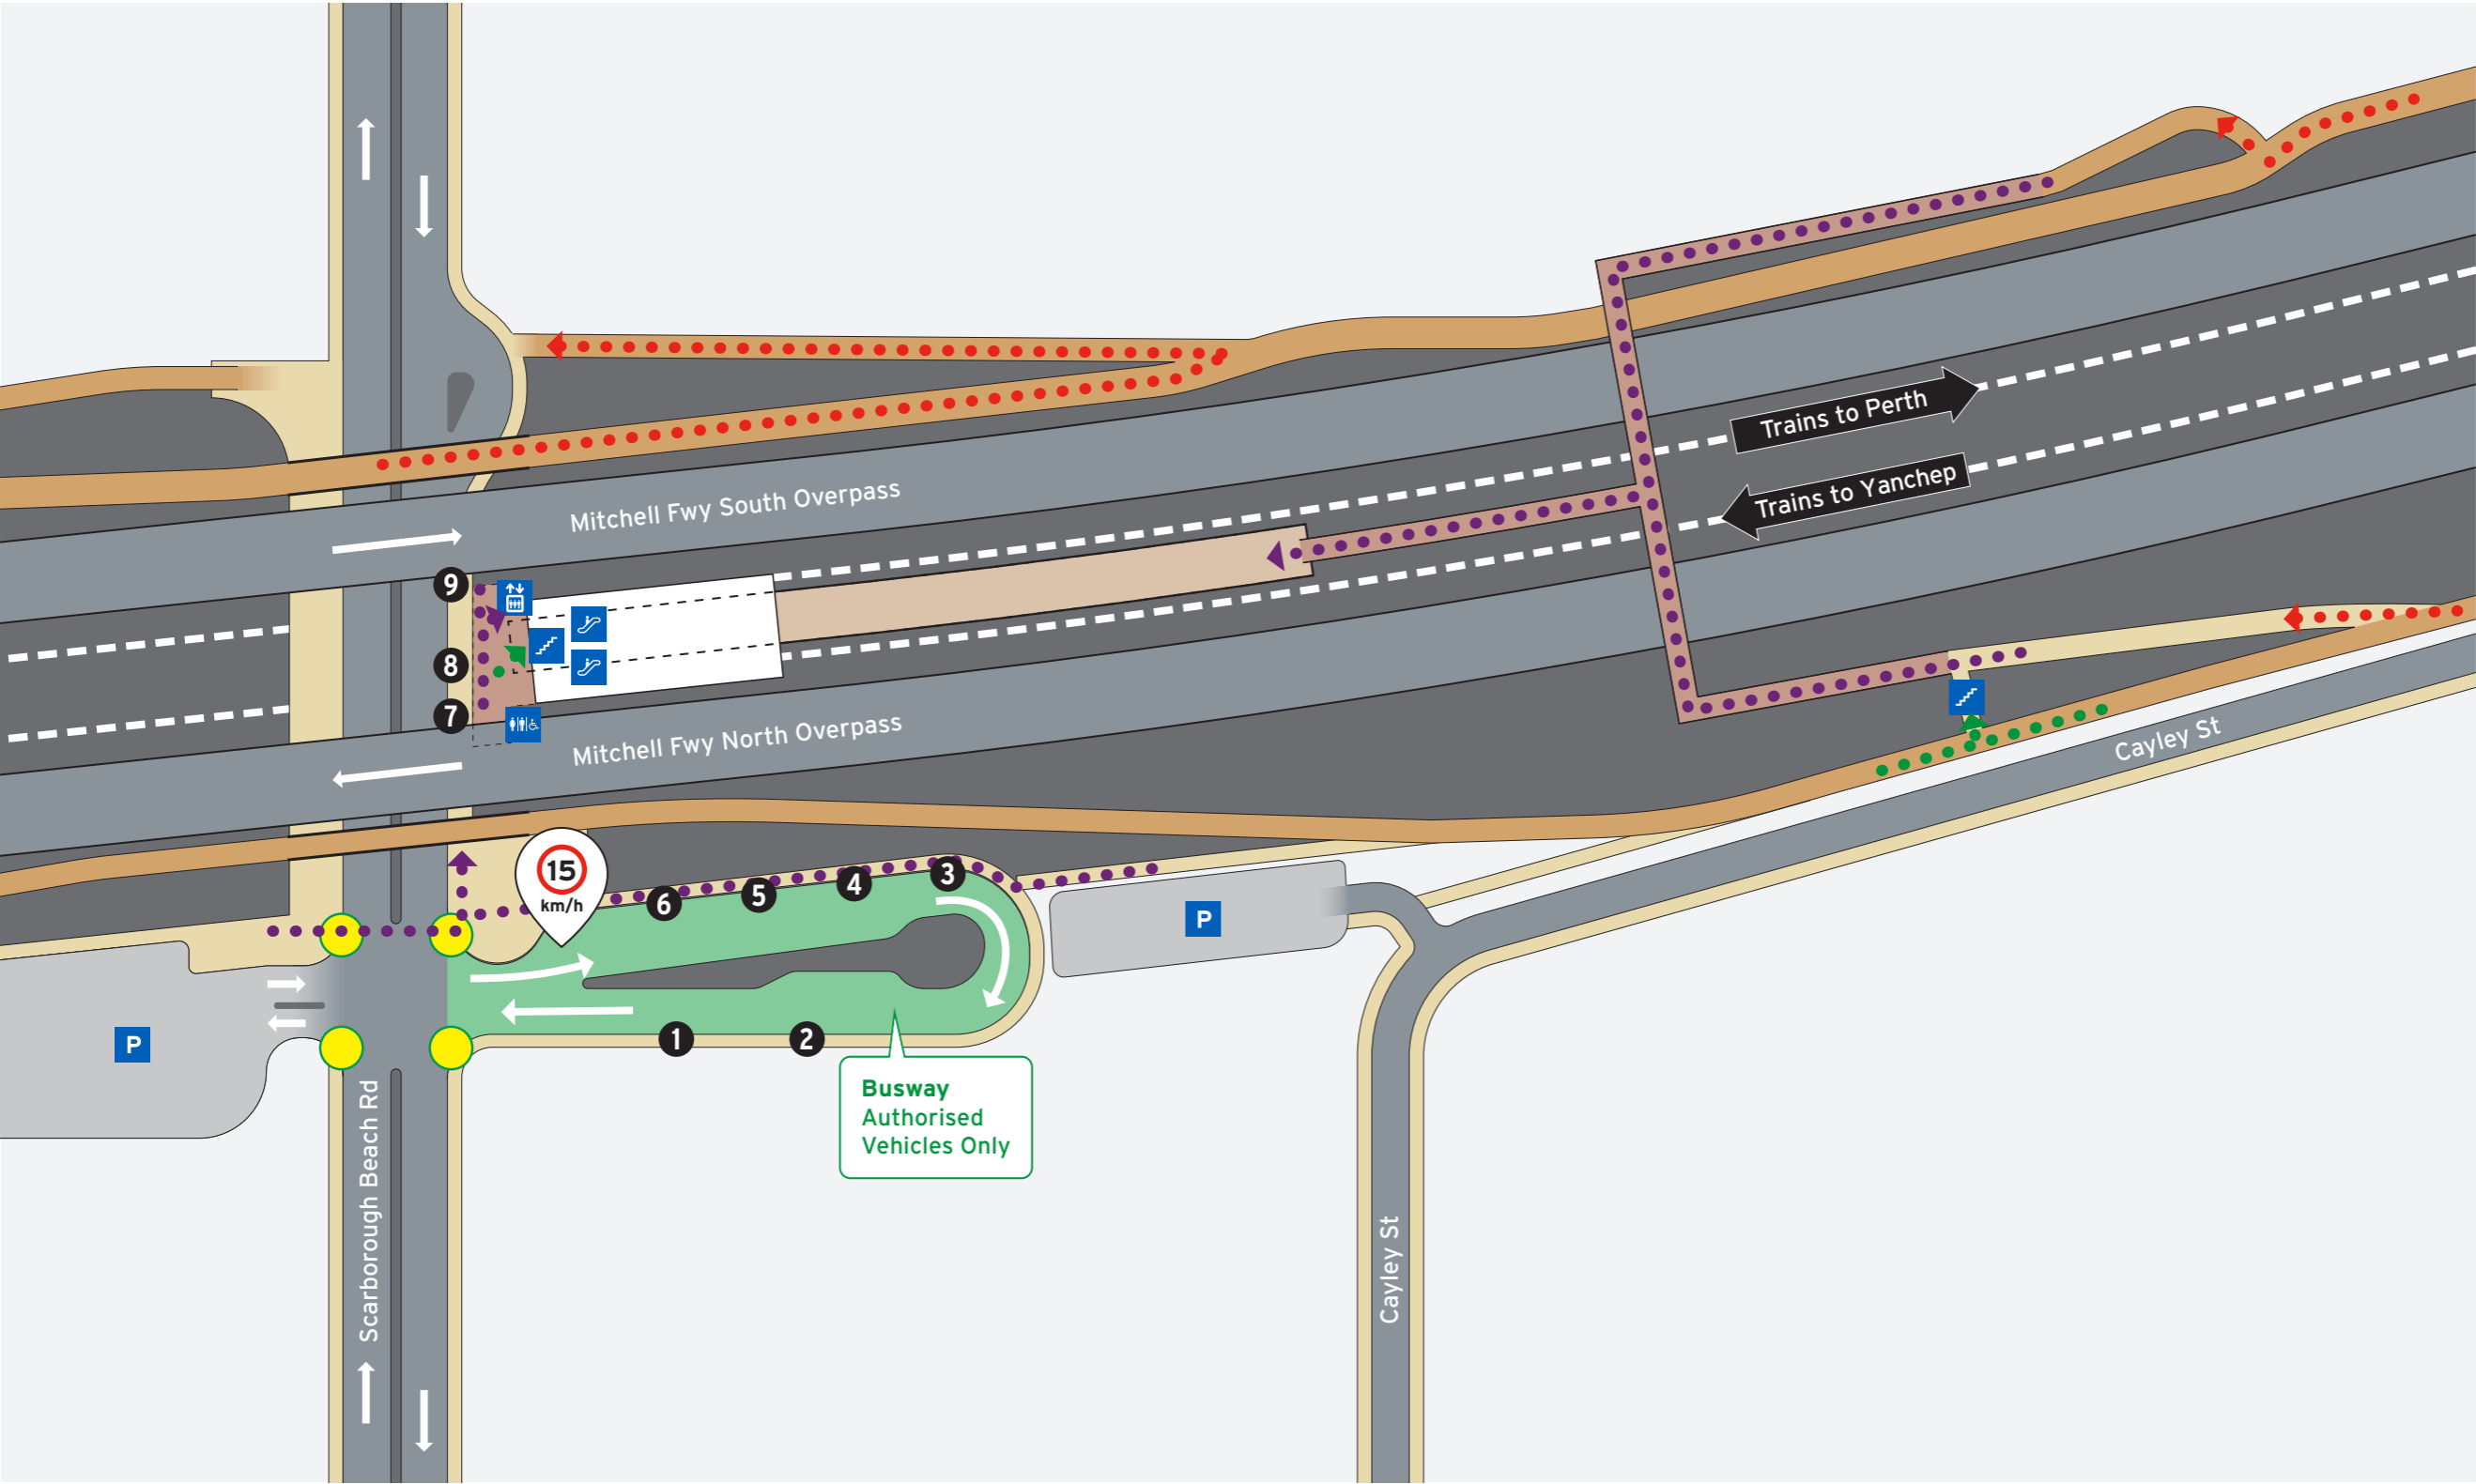 Trains to Perth
Trains to Yanchep
Mitchell Fwy South Overpass
9
8
7
Mitchell Fwy North Overpass
Cayley St
15
km/h
6
5
4
3
P
P
1
2
Busway
Authorised
Vehicles Only
Scarborough Beach Rd
Cayley St